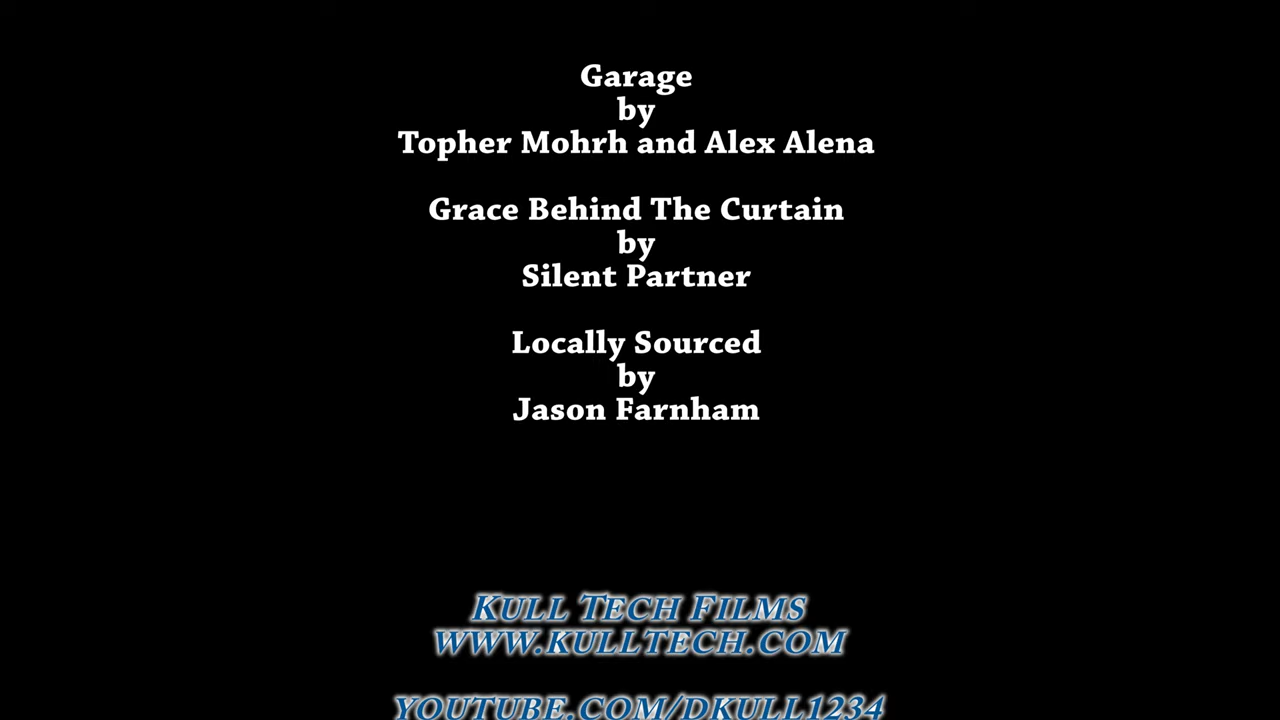 Garage
by
Topher Mohrh and Alex Alena
Grace Behind The Curtain
by
Silent Partner
Locally Sourced
by
Jason Farnham
Kull Tech Films
www.kulltech.com
youtube.com/dkull1234